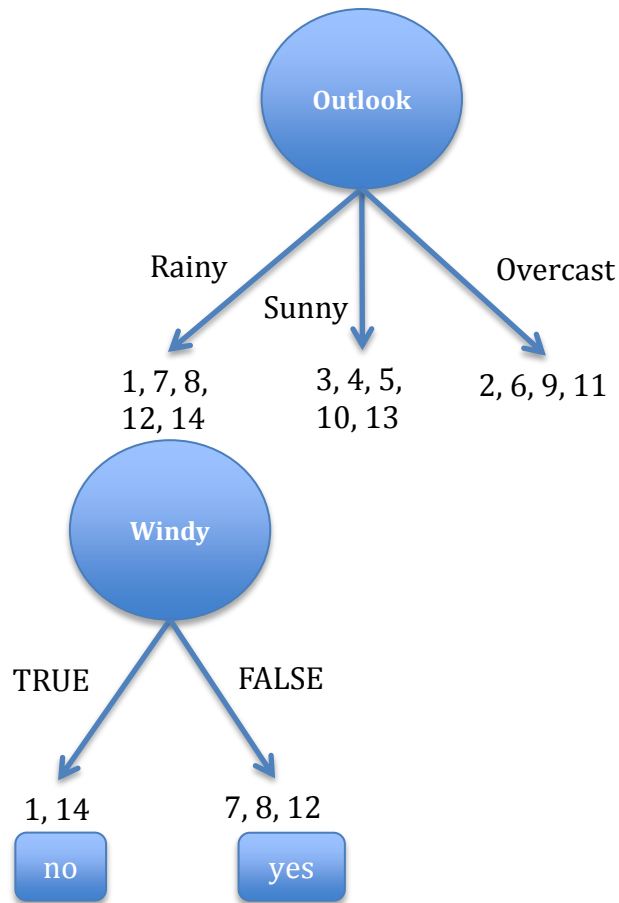 Outlook
Rainy
Sunny
Overcast
1, 7, 8,
12, 14
3, 4, 5,
10, 13
2, 6, 9, 11
Windy
TRUE
FALSE
1, 14
7, 8, 12
no
yes